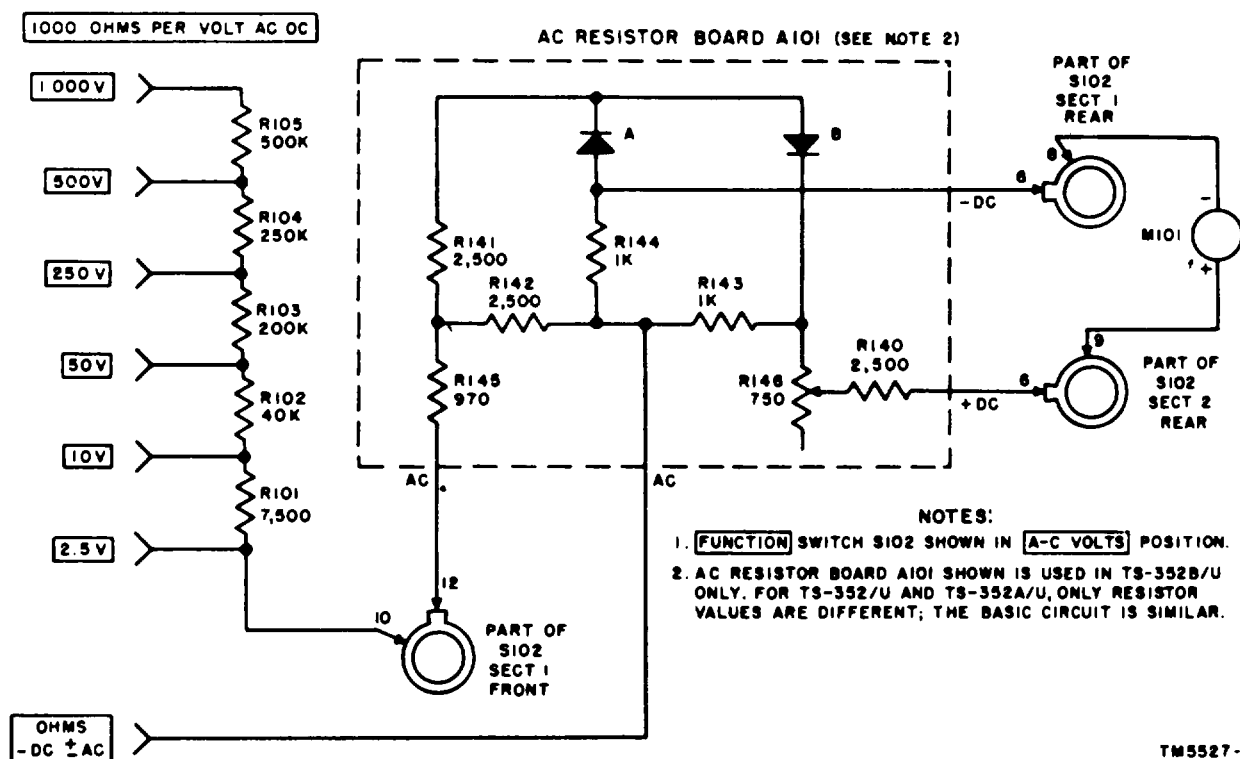 1000 OHMS PER VOLT AC DC
AC RESISTOR BOARD A101 (SEE NOTE 2)
1000V
R105
500K
500V
R104
250K
250V
R103
200K
50V
R102
40K
10V
R101
7,500
2.5V
A
B
R141
2,500
R144
1K
R142
2,500
R143
1K
R145
970
R146
750
R140
2,500
AC
AC
-DC
+DC
PART OF
S102
SECT 1
REAR
8
6
-
M101
+
9
6
PART OF
S102
SECT 2
REAR
12
10
PART OF
S102
SECT 1
FRONT
OHMS
-DC ± AC
NOTES:
1. FUNCTION SWITCH S102 SHOWN IN A-C VOLTS POSITION.
2. AC RESISTOR BOARD A101 SHOWN IS USED IN TS-352B/U
ONLY. FOR TS-352/U AND TS-352A/U, ONLY RESISTOR
VALUES ARE DIFFERENT; THE BASIC CIRCUIT IS SIMILAR.
TM5527-